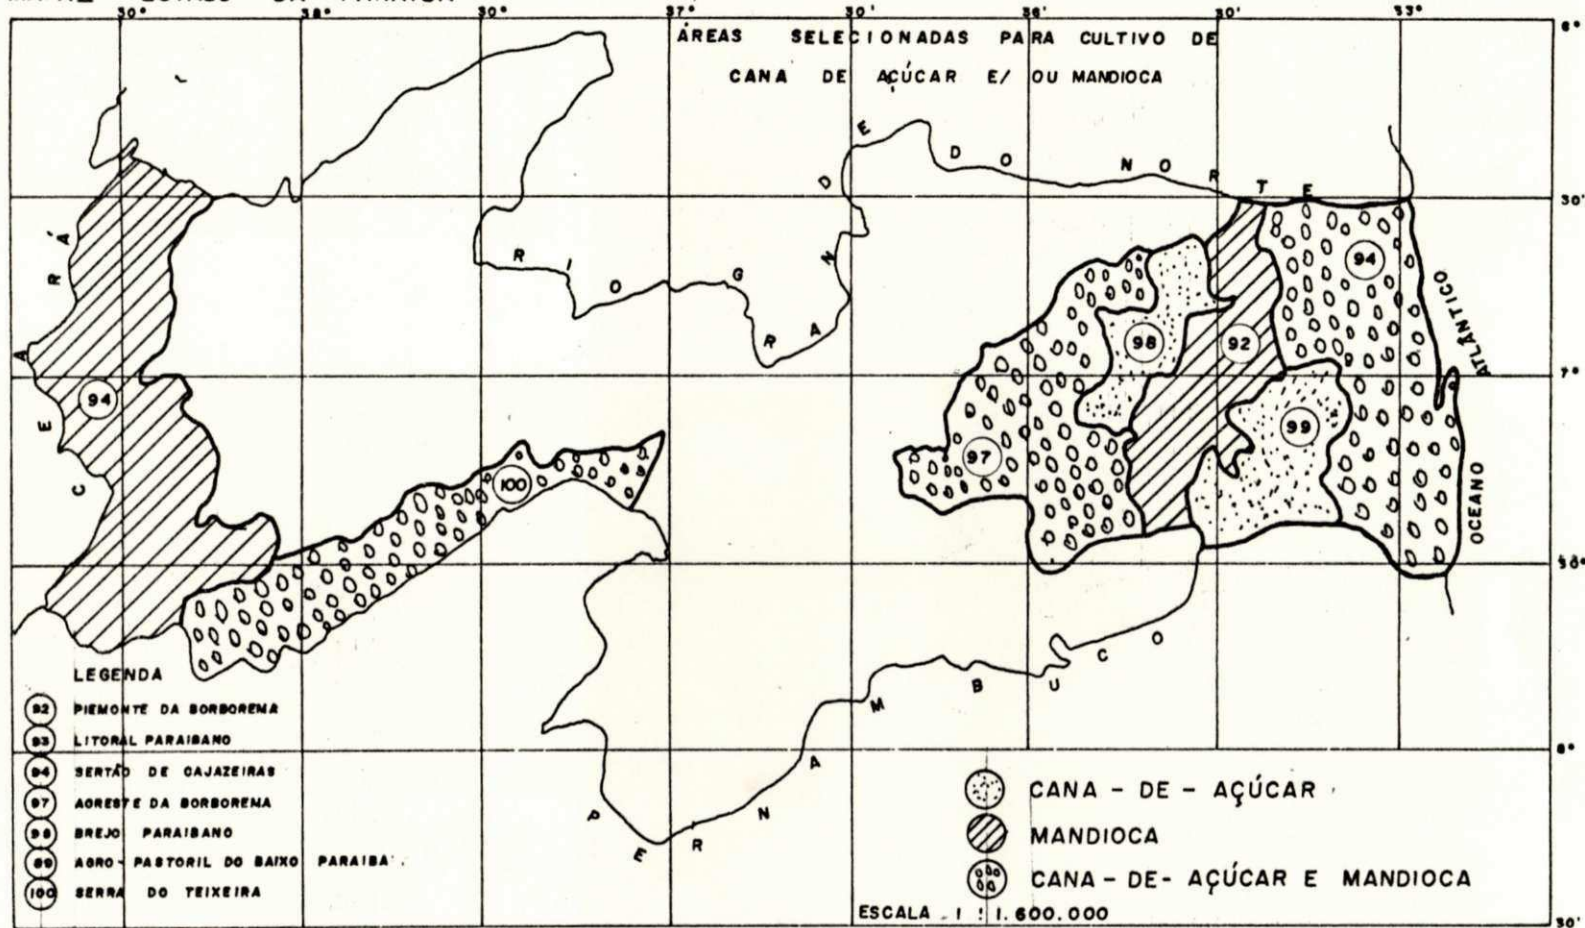 30°
38°
30°
37°
30'
36°
30'
35°
6°
ÁREAS SELECIONADAS PARA CULTIVO DE
CANA DE AÇÚCAR E/ OU MANDIOCA
RIO GRANDE DO NORTE
30'
CEARÁ
94
92
98
94
ATLÂNTICO
7°
99
97
100
OCEANO
30°
PERNAMBUCO
8°
LEGENDA
92 PIEMONTE DA BORBOREMA
93 LITORAL PARAIBANO
94 SERTÃO DE CAJAZEIRAS
97 AGRESTE DA BORBOREMA
98 BREJO PARAIBANO
99 AGRO-PASTORIL DO BAIXO PARAIBA
100 SERRA DO TEIXEIRA
CANA - DE - AÇÚCAR
MANDIOCA
CANA - DE - AÇÚCAR E MANDIOCA
ESCALA 1 : 1.600.000
30'